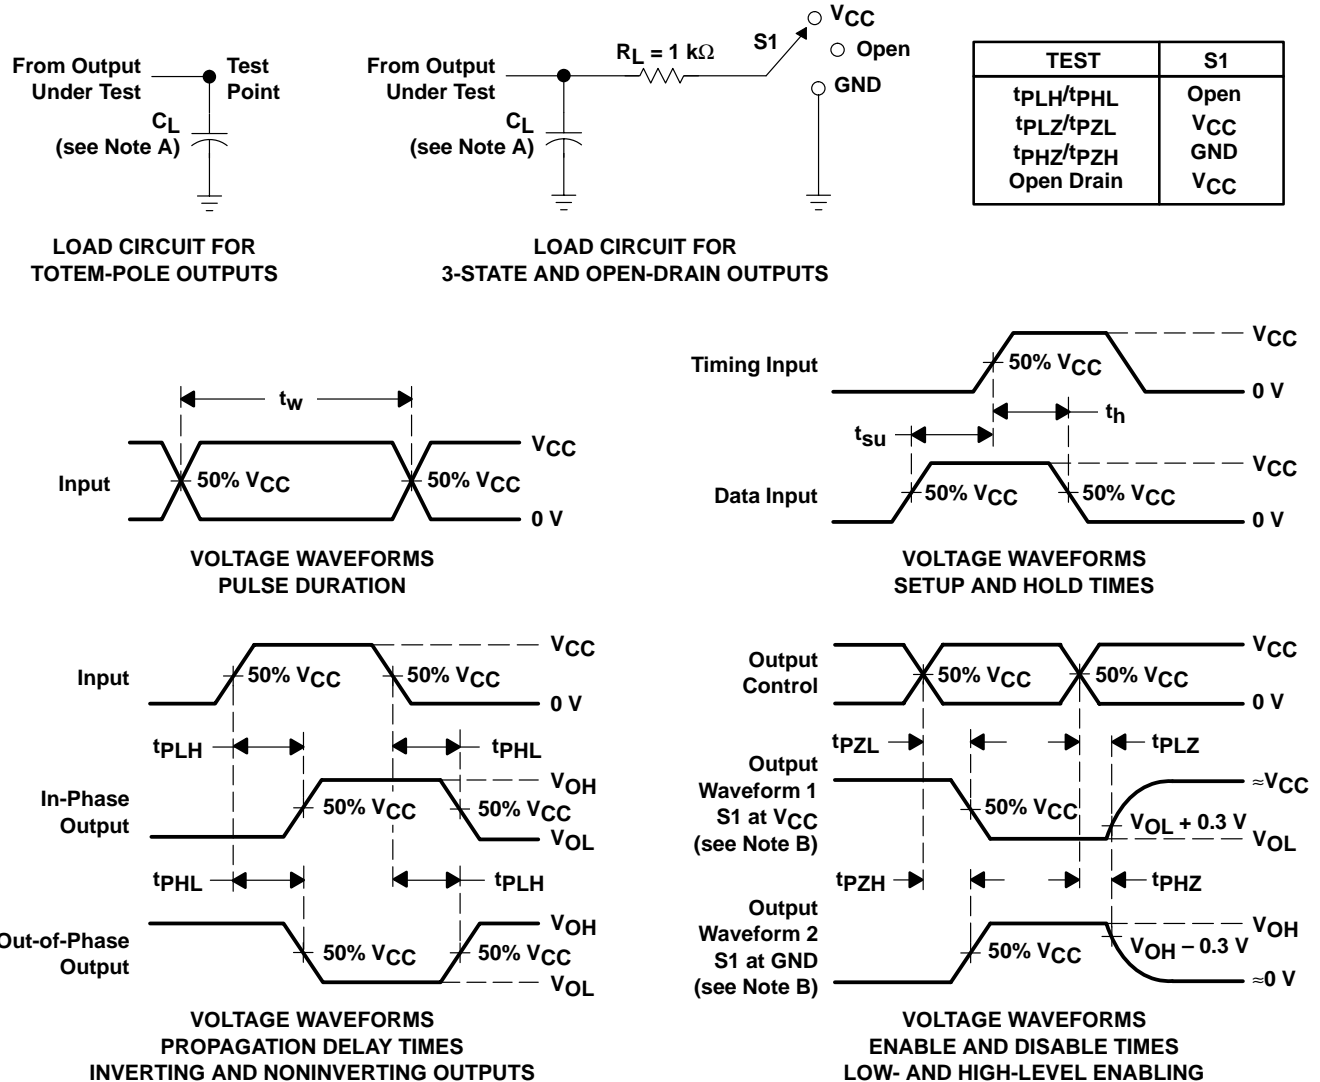 From Output
Under Test
Test
Point
CL
(see Note A)
LOAD CIRCUIT FOR
TOTEM-POLE OUTPUTS
From Output
Under Test
CL
(see Note A)
RL = 1 kΩ
S1
VCC
Open
GND
LOAD CIRCUIT FOR
3-STATE AND OPEN-DRAIN OUTPUTS
TEST S1
tPLH/tPHL Open
tPLZ/tPZL VCC
tPHZ/tPZH GND
Open Drain VCC
tw
Input
50% VCC
50% VCC
VCC
0 V
VOLTAGE WAVEFORMS
PULSE DURATION
Timing Input
50% VCC
VCC
0 V
th
tsu
Data Input
50% VCC
50% VCC
VCC
0 V
VOLTAGE WAVEFORMS
SETUP AND HOLD TIMES
Input
50% VCC
50% VCC
VCC
0 V
tPLH
tPHL
In-Phase
Output
50% VCC
50% VCC
VOH
VOL
tPHL
tPLH
Out-of-Phase
Output
50% VCC
50% VCC
VOH
VOL
VOLTAGE WAVEFORMS
PROPAGATION DELAY TIMES
INVERTING AND NONINVERTING OUTPUTS
Output
Control
50% VCC
50% VCC
VCC
0 V
tPZL
tPLZ
Output
Waveform 1
S1 at VCC
(see Note B)
50% VCC
VOL + 0.3 V
≈VCC
VOL
tPZH
tPHZ
Output
Waveform 2
S1 at GND
(see Note B)
50% VCC
VOH − 0.3 V
VOH
≈0 V
VOLTAGE WAVEFORMS
ENABLE AND DISABLE TIMES
LOW- AND HIGH-LEVEL ENABLING